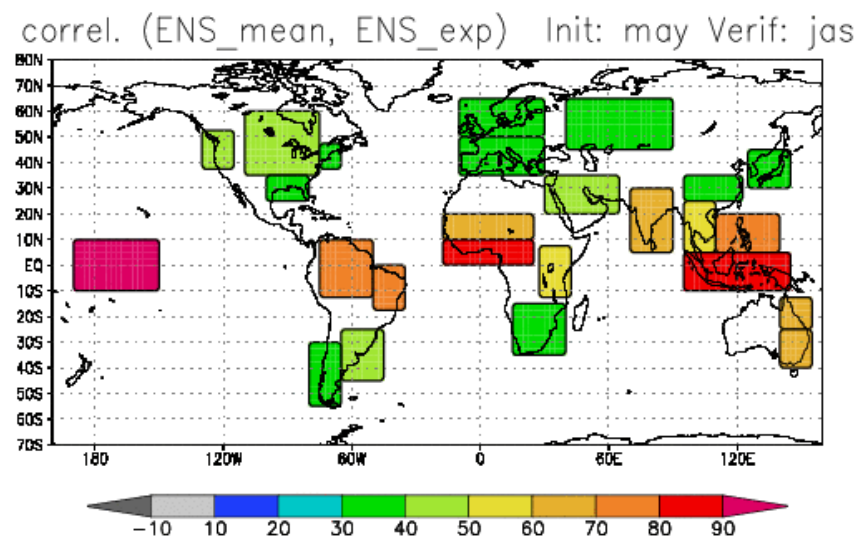 correl. (ENS_mean, ENS_exp) Init: may Verif: jas
80N
70N
60N
50N
40N
30N
20N
10N
EQ
10S
20S
30S
40S
50S
60S
70S
180 120W 60W 0 60E 120E
−10 10 20 30 40 50 60 70 80 90